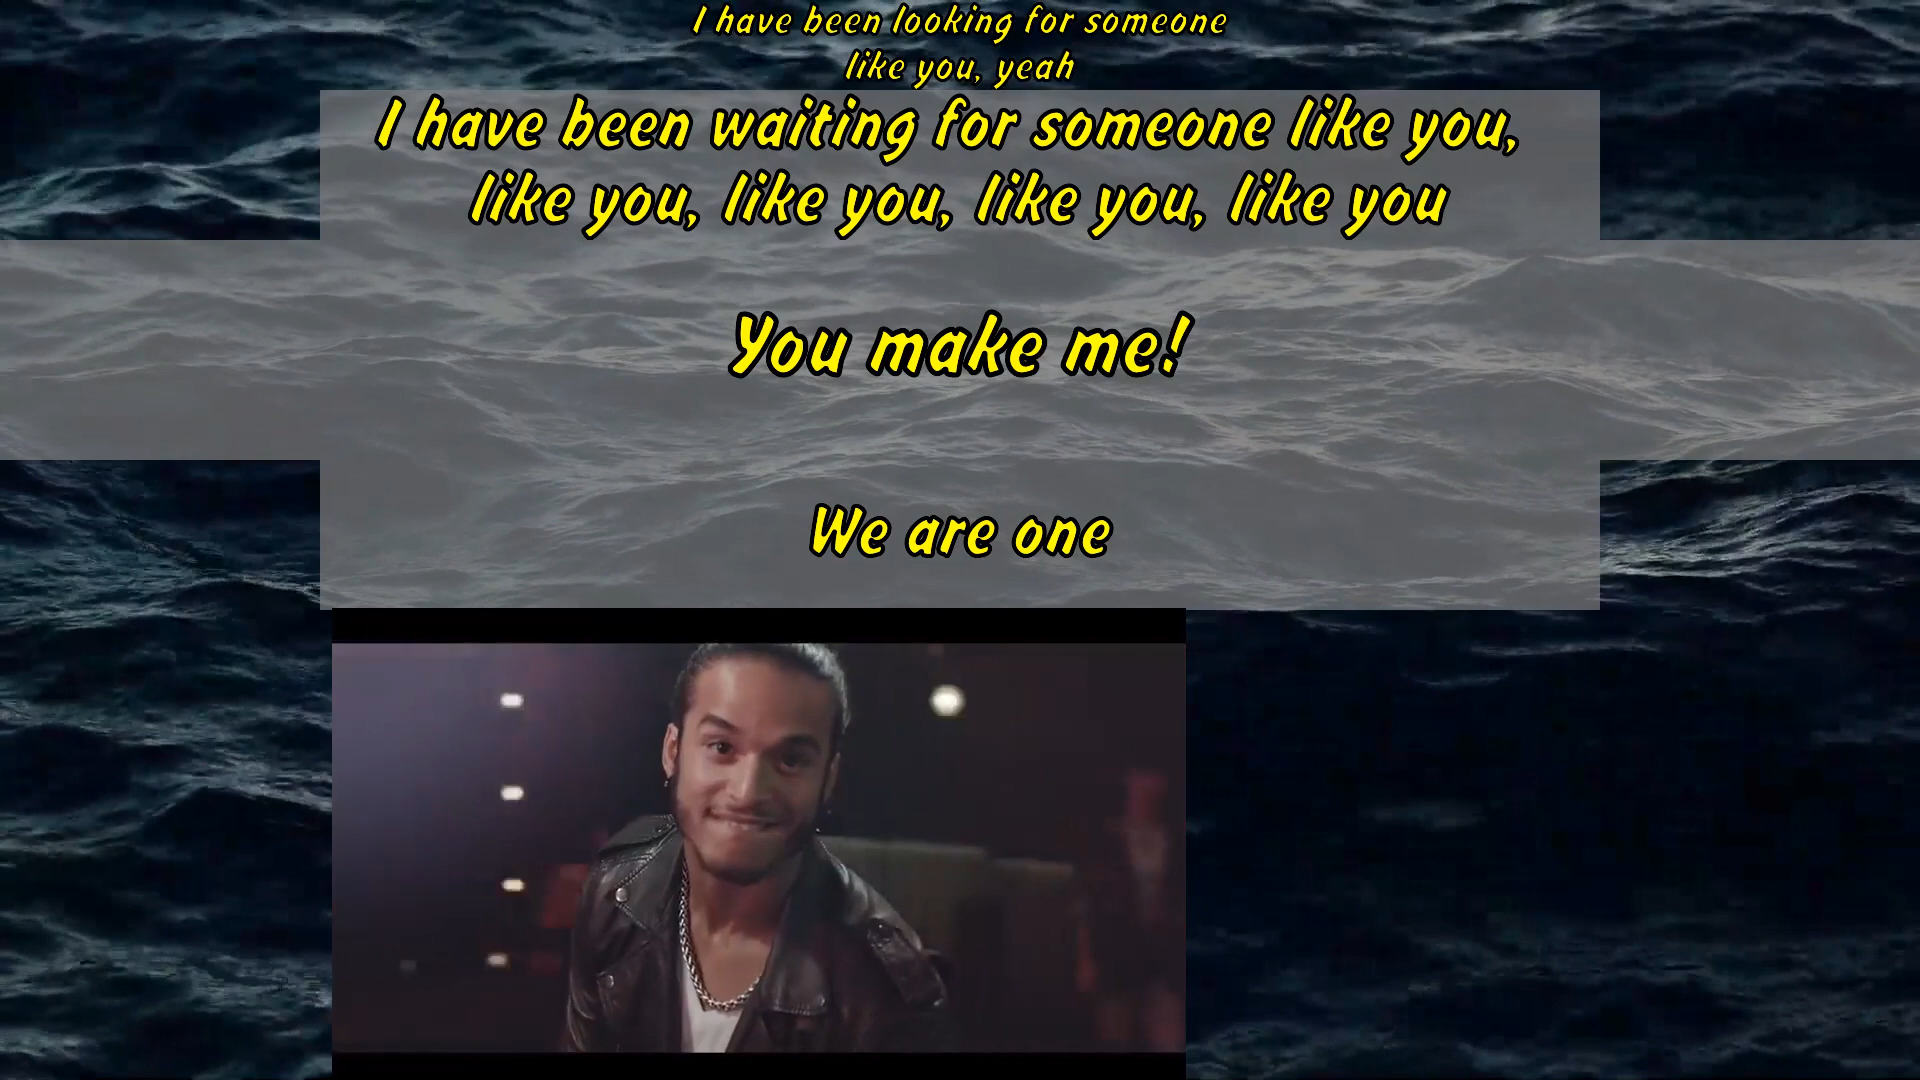 I have been looking for someone
like you, yeah
I have been waiting for someone like you,
like you, like you, like you, like you
You make me!
We are one